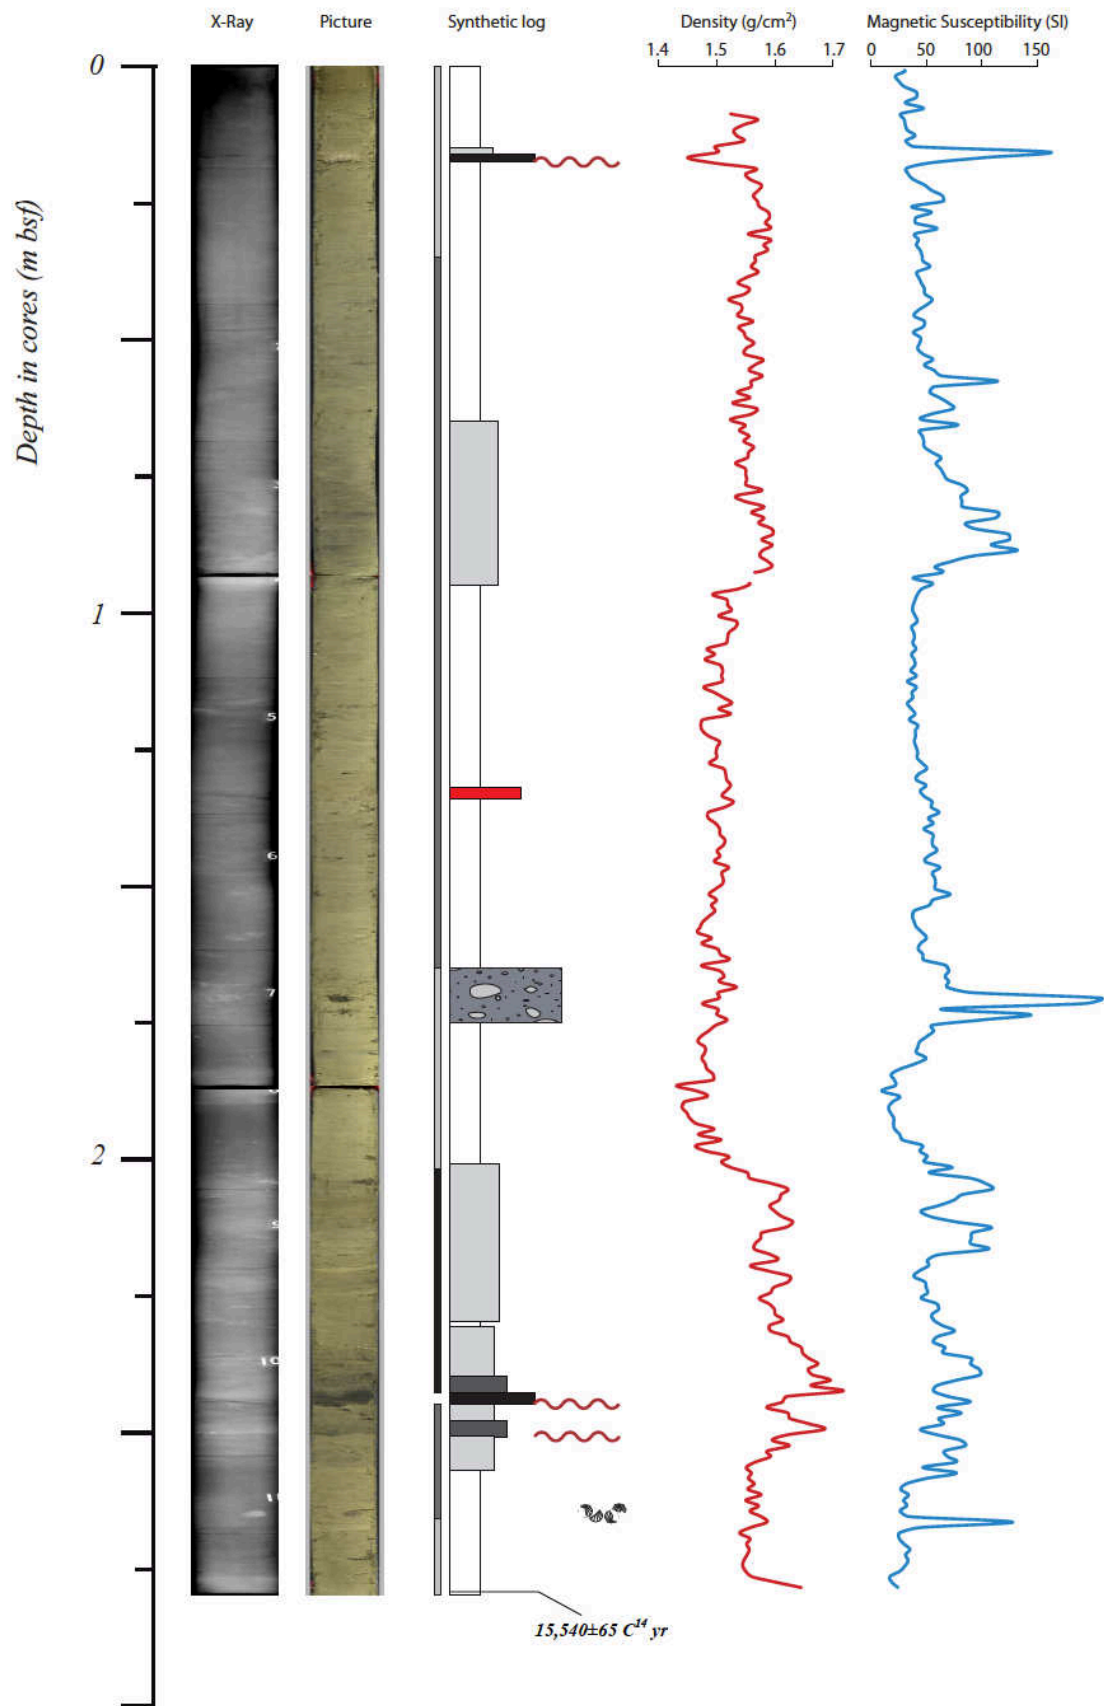 X-Ray Picture Synthetic log Density (g/cm²) Magnetic Susceptibility (SI)
1.4 1.5 1.6 1.7 0 50 100 150
0
Depth in cores (m bsf)
1
5
6
7
2
9
10
15,540±65 C¹⁴ yr